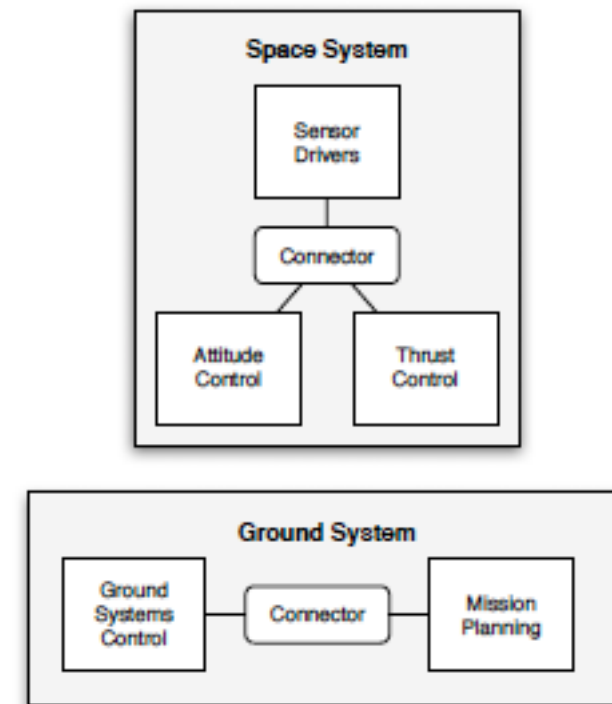 Space System
Sensor
Drivers
Connector
Attitude
Control
Thrust
Control
Ground System
Ground
Systems
Control
Connector
Mission
Planning